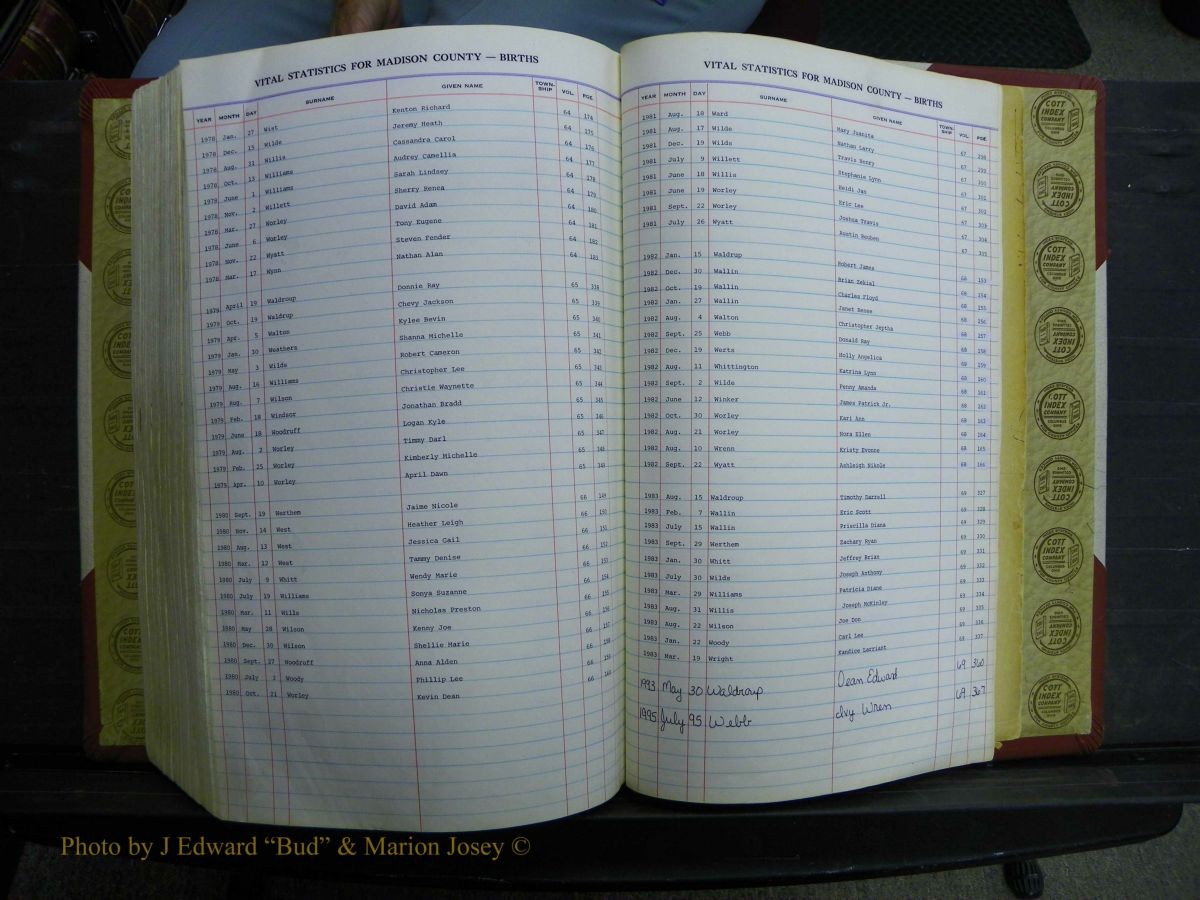 VITAL STATISTICS FOR MADISON COUNTY — BIRTHS
YEAR MONTH DAY SURNAME GIVEN NAME TOWN-SHIP VOL. PGE.
1978 Jan. 27 Wist Kenton Richard 64 174
1978 Dec. 15 Wilde Jeremy Heath 64 175
1978 Aug. 31 Willis Cassandra Carol 64 176
1978 Oct. 13 Williams Audrey Camellia 64 177
1978 June 1 Williams Sarah Lindsey 64 178
1978 Nov. 2 Willett Sherry Renea 64 179
1978 Mar. 27 Worley David Adam 64 180
1978 June 6 Worley Tony Eugene 64 181
1978 Nov. 22 Wyatt Steven Fender 64 182
1978 Mar. 17 Wynn Nathan Alan 64 183
1979 April 19 Waldroup Donnie Ray 65 338
1979 Oct. 19 Waldrup Chevy Jackson 65 339
1979 Apr. 5 Walton Kylee Bevin 65 340
1979 Jan. 30 Weathers Shanna Michelle 65 341
1979 May 3 Wilds Robert Cameron 65 342
1979 Aug. 16 Williams Christopher Lee 65 343
1979 Aug. 7 Wilson Christie Waynette 65 344
1979 Feb. 18 Windsor Jonathan Bradd 65 345
1979 June 18 Woodruff Logan Kyle 65 346
1979 Aug. 2 Worley Timmy Darl 65 347
1979 Feb. 25 Worley Kimberly Michelle 65 348
1979 Apr. 10 Worley April Dawn 65 349
1980 Sept. 19 Werthem Jaime Nicole 66 149
1980 Nov. 14 West Heather Leigh 66 150
1980 Aug. 13 West Jessica Gail 66 151
1980 Mar. 12 West Tammy Denise 66 152
1980 July 9 Whitt Wendy Marie 66 153
1980 July 19 Williams Sonya Suzanne 66 154
1980 Mar. 11 Wills Nicholas Preston 66 155
1980 May 28 Wilson Kenny Joe 66 156
1980 Dec. 30 Wilson Shellie Marie 66 157
1980 Sept. 27 Woodruff Anna Alden 66 158
1980 July 2 Woody Phillip Lee 66 159
1980 Oct. 21 Worley Kevin Dean 66 160
VITAL STATISTICS FOR MADISON COUNTY — BIRTHS
YEAR MONTH DAY SURNAME GIVEN NAME TOWN-SHIP VOL. PGE.
1981 Aug. 18 Ward Mary Juanita 67 298
1981 Aug. 17 Wilde Nathan Larry 67 299
1981 Dec. 19 Wilds Travis Henry 67 300
1981 July 9 Willett Stephanie Lynn 67 301
1981 June 18 Willis Heidi Jan 67 302
1981 June 19 Worley Eric Lee 67 303
1981 Sept. 22 Worley Joshua Travis 67 304
1981 July 26 Wyatt Austin Reuben 67 305
1982 Jan. 15 Waldrup Robert James 68 153
1982 Dec. 30 Wallin Brian Zekial 68 154
1982 Oct. 19 Wallin Charles Floyd 68 155
1982 Jan. 27 Wallin Janet Renee 68 156
1982 Aug. 4 Walton Christopher Jeptha 68 157
1982 Sept. 25 Webb Donald Ray 68 158
1982 Dec. 19 Werts Holly Angelica 68 159
1982 Aug. 11 Whittington Katrina Lynn 68 160
1982 Sept. 2 Wilde Penny Amanda 68 161
1982 June 12 Winker James Patrick Jr. 68 162
1982 Oct. 30 Worley Kari Ann 68 163
1982 Aug. 21 Worley Nora Ellen 68 164
1982 Aug. 10 Wrenn Kristy Evonne 68 165
1982 Sept. 22 Wyatt Ashleigh Nikole 68 166
1983 Aug. 15 Waldroup Timothy Darrell 69 327
1983 Feb. 7 Wallin Eric Scott 69 328
1983 July 15 Wallin Priscilla Diana 69 329
1983 Sept. 29 Werthem Zachary Ryan 69 330
1983 Jan. 30 Whitt Jeffrey Brian 69 331
1983 July 30 Wilde Joseph Anthony 69 332
1983 Mar. 29 Williams Patricia Diane 69 333
1983 Aug. 31 Willis Joseph McKinley 69 334
1983 Aug. 22 Wilson Joe Don 69 335
1983 Jan. 22 Woody Carl Lee 69 336
1983 Mar. 19 Wright Kandice Lerriant 69 337
1993 May 30 Waldroup Dean Edward 69 360
1995 July 95 Webb Ivy Wren 69 367
COTT INDEX COMPANY
Photo by J Edward “Bud” & Marion Josey ©